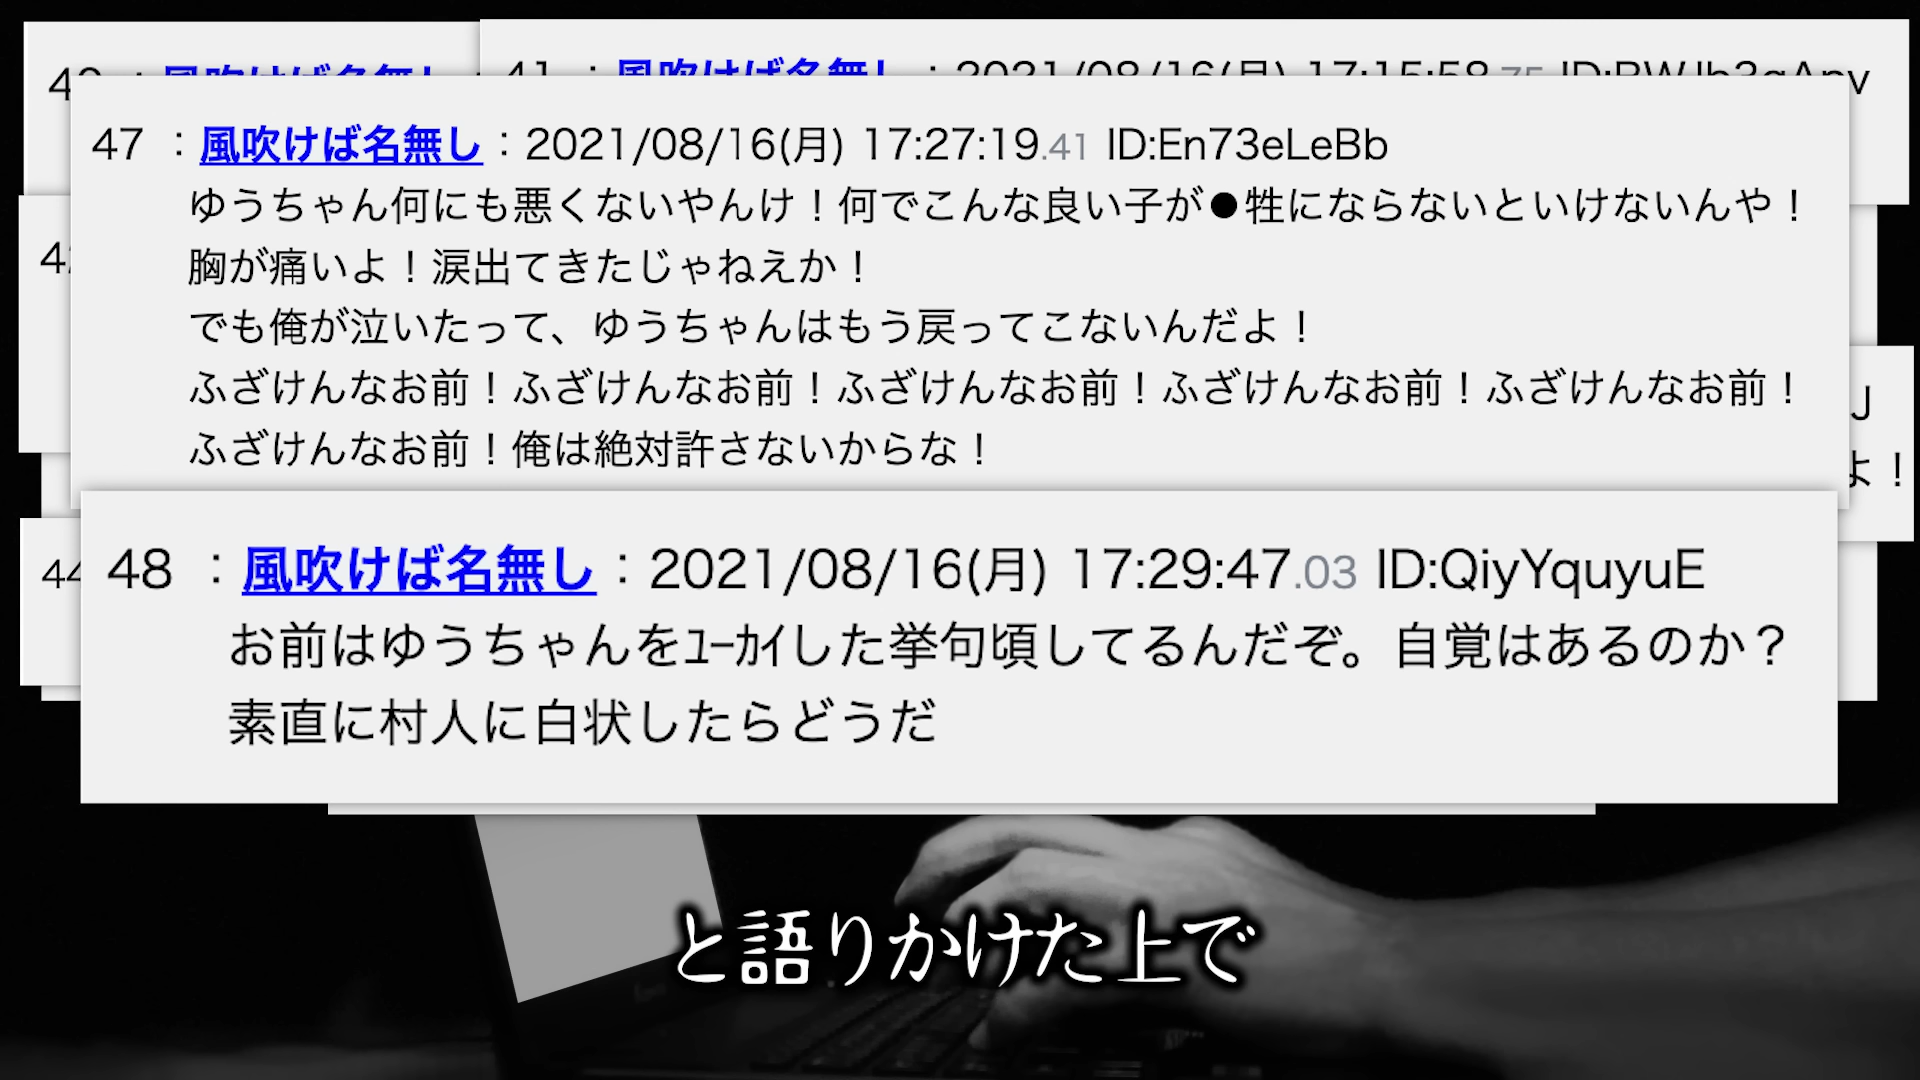 47 ：風吹けば名無し：2021/08/16(月) 17:27:19.41 ID:En73eLeBb
ゆうちゃん何にも悪くないやんけ！何でこんな良い子が●牲にならないといけないんや！
胸が痛いよ！涙出てきたじゃねえか！
でも俺が泣いたって、ゆうちゃんはもう戻ってこないんだよ！
ふざけんなお前！ふざけんなお前！ふざけんなお前！ふざけんなお前！ふざけんなお前！
ふざけんなお前！俺は絶対許さないからな！
よ！
48 ：風吹けば名無し：2021/08/16(月) 17:29:47.03 ID:QiyYquyuE
お前はゆうちゃんをﾕｰｶｲした挙句頃してるんだぞ。自覚はあるのか？
素直に村人に白状したらどうだ
44
と語りかけた上で